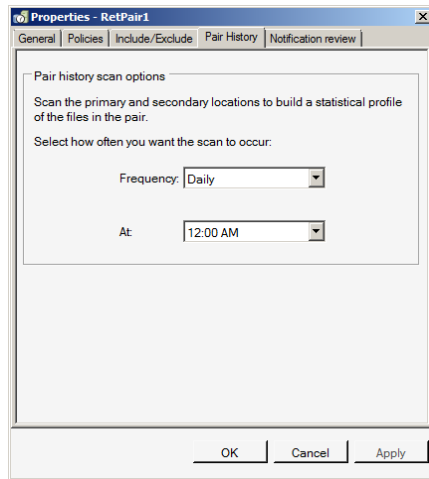 Properties - RetPair1
General Policies Include/Exclude Pair History Notification review
Pair history scan options
Scan the primary and secondary locations to build a statistical profile
of the files in the pair.
Select how often you want the scan to occur:
Frequency: Daily
At: 12:00 AM
OK Cancel Apply